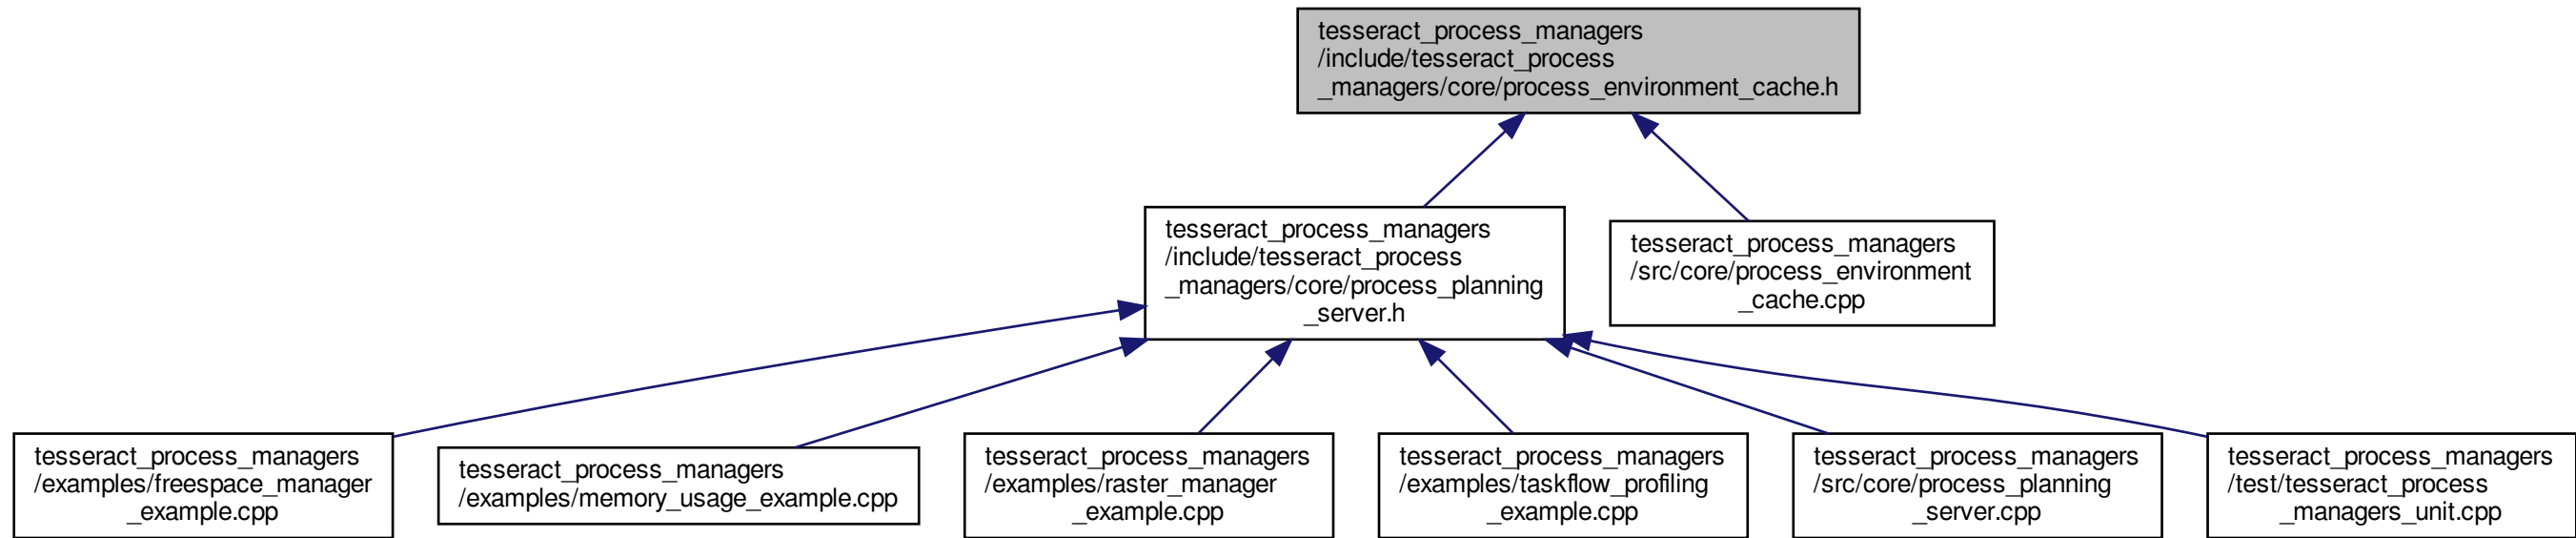 tesseract_process_managers
/include/tesseract_process
_managers/core/process_environment_cache.h
tesseract_process_managers
/include/tesseract_process
_managers/core/process_planning
_server.h
tesseract_process_managers
/src/core/process_environment
_cache.cpp
tesseract_process_managers
/examples/freespace_manager
_example.cpp
tesseract_process_managers
/examples/memory_usage_example.cpp
tesseract_process_managers
/examples/raster_manager
_example.cpp
tesseract_process_managers
/examples/taskflow_profiling
_example.cpp
tesseract_process_managers
/src/core/process_planning
_server.cpp
tesseract_process_managers
/test/tesseract_process
_managers_unit.cpp